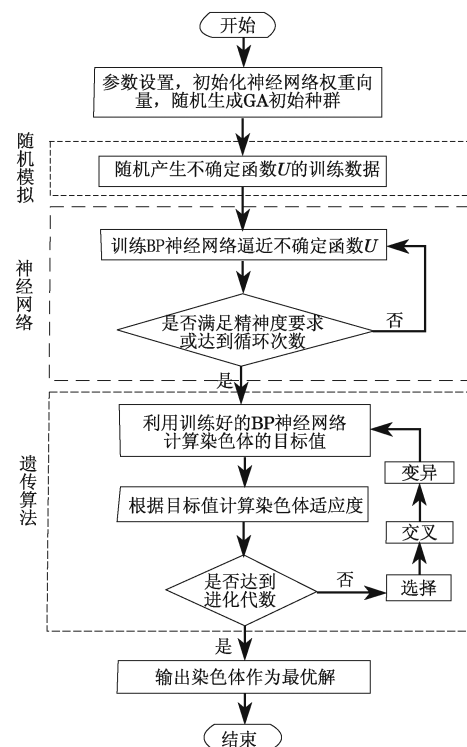 开始
参数设置，初始化神经网络权重向
量，随机生成GA初始种群
随机模拟
随机产生不确定函数U的训练数据
神经网络
训练BP神经网络逼近不确定函数U
是否满足精神度要求
或达到循环次数
否
是
遗传算法
利用训练好的BP神经网络
计算染色体的目标值
变异
根据目标值计算染色体适应度
交叉
是否达到
进化代数
否
选择
是
输出染色体作为最优解
结束